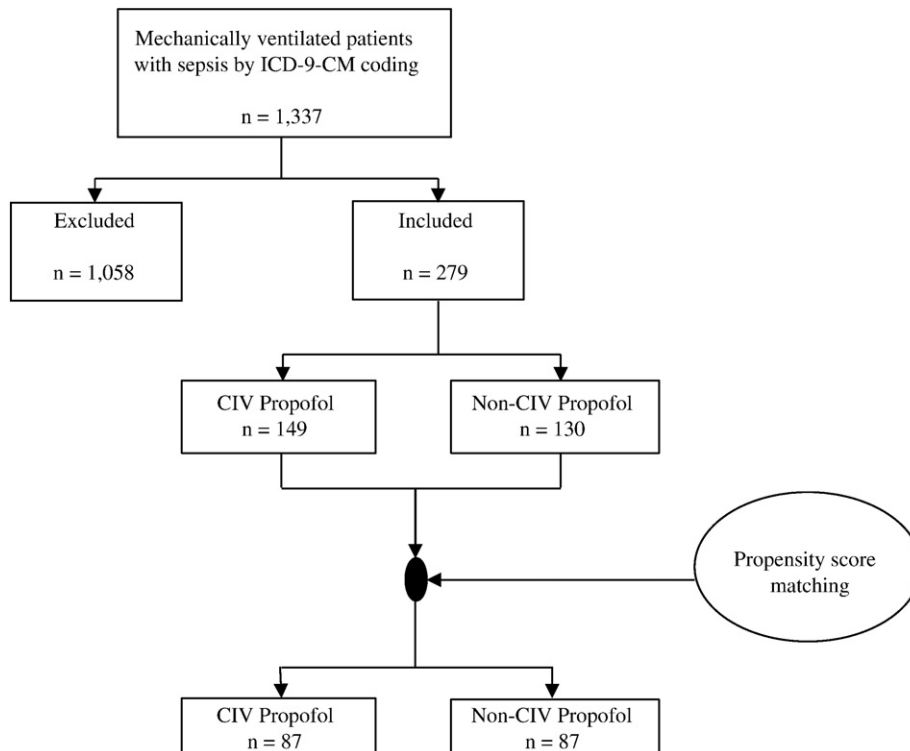 Mechanically ventilated patients
with sepsis by ICD-9-CM coding
n = 1,337
Excluded
n = 1,058
Included
n = 279
CIV Propofol
n = 149
Non-CIV Propofol
n = 130
Propensity score
matching
CIV Propofol
n = 87
Non-CIV Propofol
n = 87